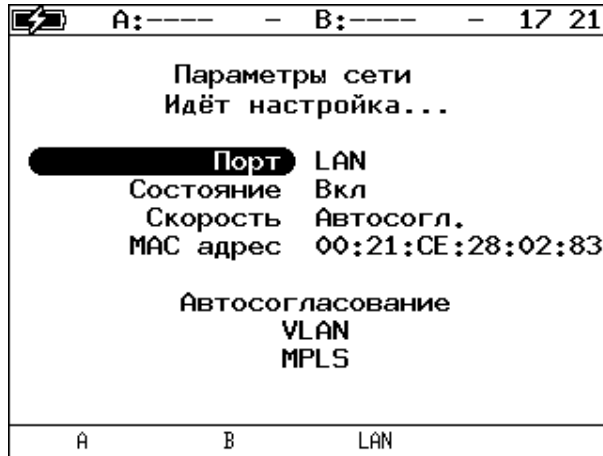 A:---- – B:---- – 17 21
Параметры сети
Идёт настройка...
Порт LAN
Состояние Вкл
Скорость Автосогл.
MAC адрес 00:21:CE:28:02:83
Автосогласование
VLAN
MPLS
A B LAN